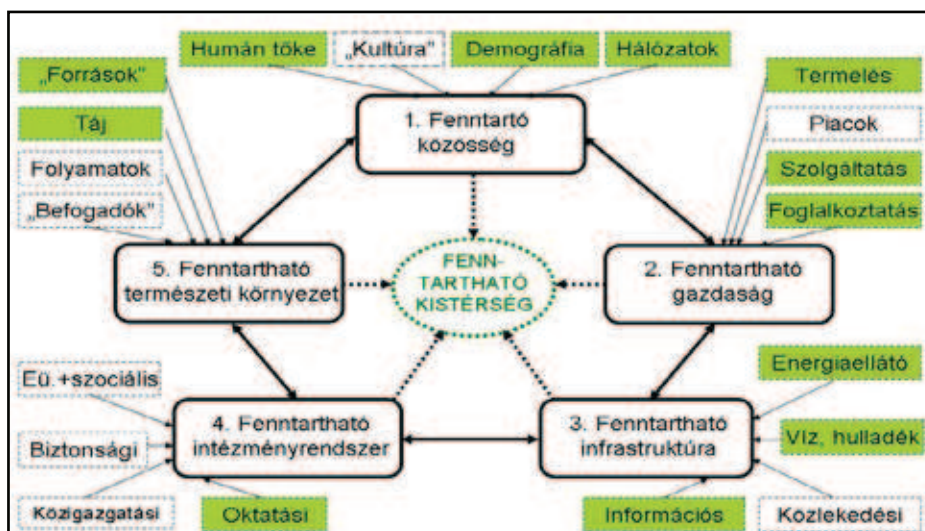 Humán tőke
„Kultúra”
Demográfia
Hálózatok
„Források”
Táj
Folyamatok
„Befogadók”
Termelés
Piacok
Szolgáltatás
Foglalkoztatás
1. Fenntartó
közösség
5. Fenntartható
természeti környezet
FENN-
TARTHATÓ
KISTÉRSÉG
2. Fenntartható
gazdaság
Eü.+szociális
Biztonsági
Közigazgatási
Oktatási
4. Fenntartható
intézményrendszer
3. Fenntartható
infrastruktúra
Energiaellátó
Víz, hulladék
Információs
Közlekedési